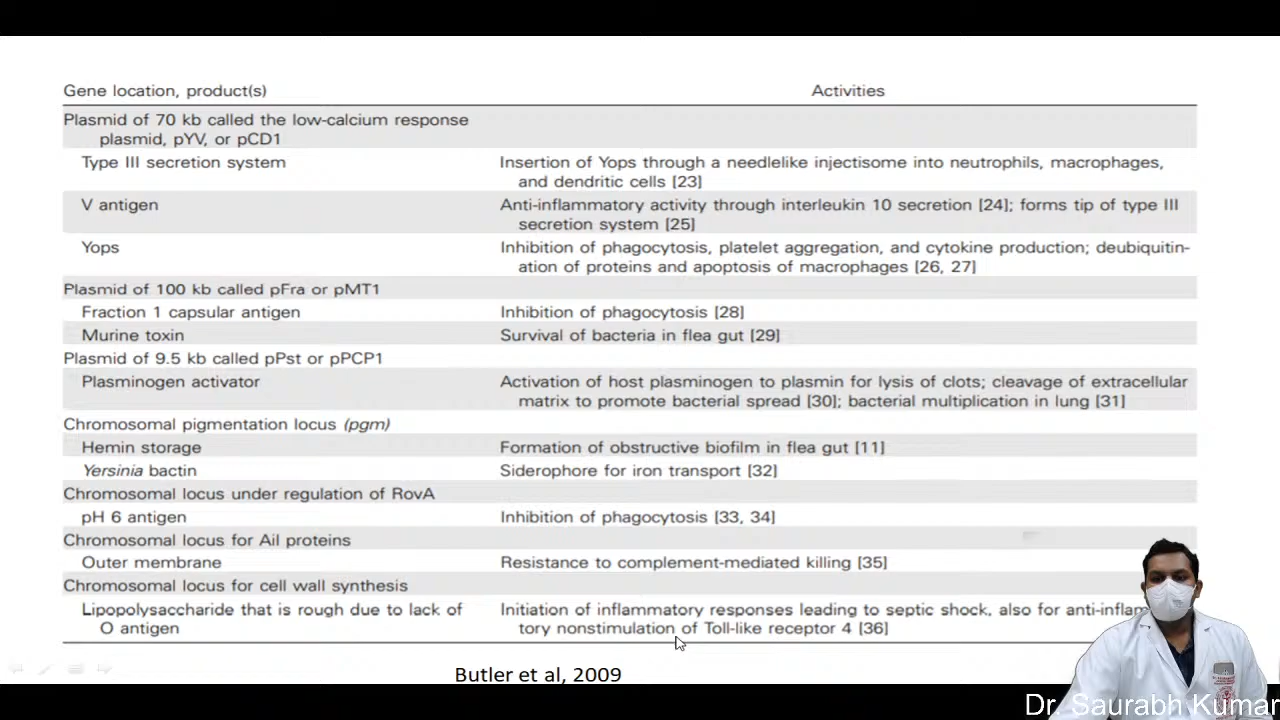 Gene location, product(s) Activities
Plasmid of 70 kb called the low-calcium response
plasmid, pYV, or pCD1
Type III secretion system Insertion of Yops through a needlelike injectisome into neutrophils, macrophages,
and dendritic cells [23]
V antigen Anti-inflammatory activity through interleukin 10 secretion [24]; forms tip of type III
secretion system [25]
Yops Inhibition of phagocytosis, platelet aggregation, and cytokine production; deubiquitin-
ation of proteins and apoptosis of macrophages [26, 27]
Plasmid of 100 kb called pFra or pMT1
Fraction 1 capsular antigen Inhibition of phagocytosis [28]
Murine toxin Survival of bacteria in flea gut [29]
Plasmid of 9.5 kb called pPst or pPCP1
Plasminogen activator Activation of host plasminogen to plasmin for lysis of clots; cleavage of extracellular
matrix to promote bacterial spread [30]; bacterial multiplication in lung [31]
Chromosomal pigmentation locus (pgm)
Hemin storage Formation of obstructive biofilm in flea gut [11]
Yersinia bactin Siderophore for iron transport [32]
Chromosomal locus under regulation of RovA
pH 6 antigen Inhibition of phagocytosis [33, 34]
Chromosomal locus for Ail proteins
Outer membrane Resistance to complement-mediated killing [35]
Chromosomal locus for cell wall synthesis
Lipopolysaccharide that is rough due to lack of Initiation of inflammatory responses leading to septic shock, also for anti-inflam
O antigen tory nonstimulation of Toll-like receptor 4 [36]
Butler et al, 2009
Dr. Saurabh Kumar